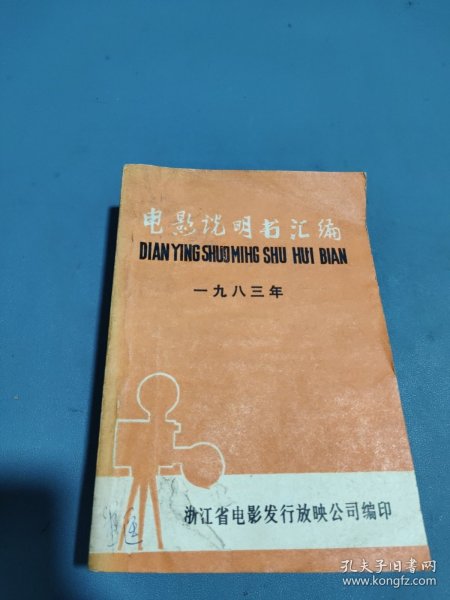 电影说明书汇编
DIAN YING SHUO MIHG SHU HUI BIAN
一九八三年
浙江省电影发行放映公司编印
孔夫子旧书网
www.kongfz.com